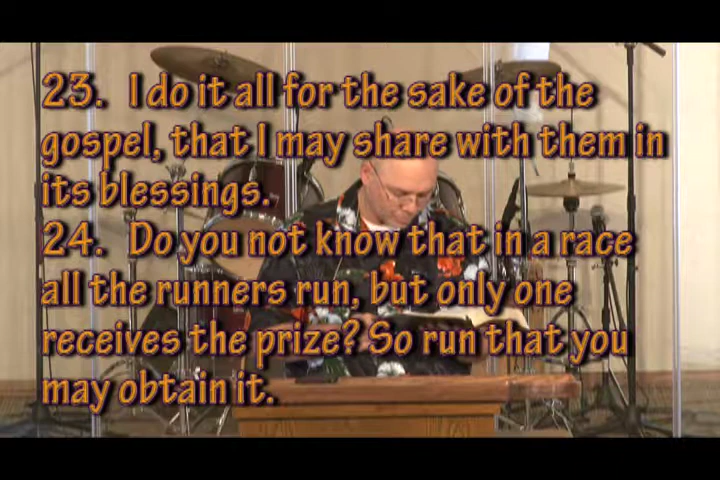 23. I do it all for the sake of the
gospel, that I may share with them in
its blessings.
24. Do you not know that in a race
all the runners run, but only one
receives the prize? So run that you
may obtain it.